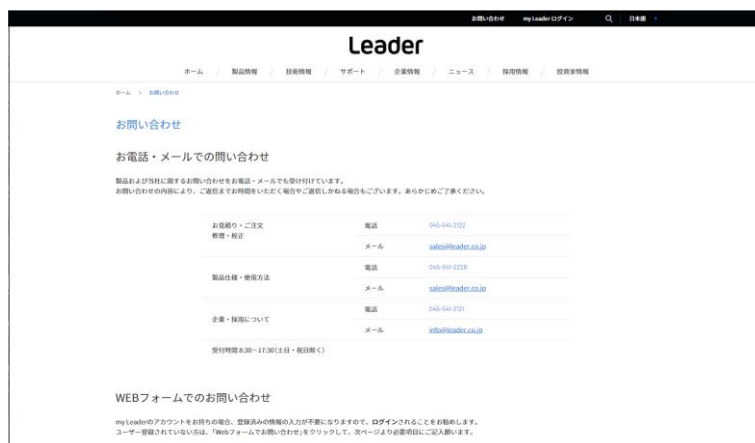 お問い合わせ my Leader ログイン 日本語
Leader
ホーム / 製品情報 / 技術情報 / サポート / 企業情報 / ニュース / 採用情報 / 投資家情報
ホーム > お問い合わせ
お問い合わせ
お電話・メールでの問い合わせ
製品および当社に関するお問い合わせをお電話・メールでも受け付けています。
お問い合わせの内容により、ご返信までお時間をいただく場合やご返信しかねる場合もございます。あらかじめご了承ください。
お見積り・ご注文 電話 045-541-2122
修理・校正
メール sales@leader.co.jp
電話 045-541-2228
製品仕様・使用方法
メール sales@leader.co.jp
電話 045-541-2121
企業・採用について
メール info@leader.co.jp
受付時間 8:30～17:30（土日・祝日除く）
WEBフォームでのお問い合わせ
my Leaderのアカウントをお持ちの場合、登録済みの情報の入力が不要になりますので、ログインされることをお勧めします。
ユーザー登録されていない方は、「Webフォームでお問い合わせ」をクリックして、次ページより必要項目にご記入願います。